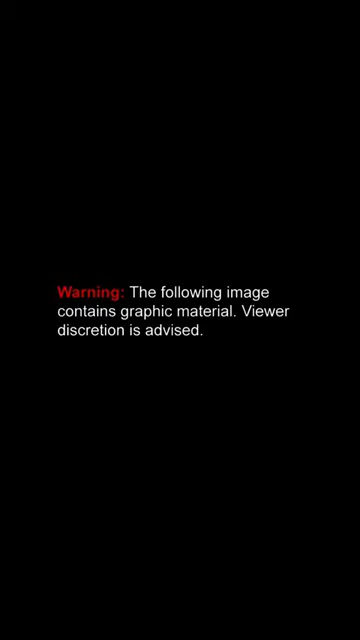 Warning: The following image
contains graphic material. Viewer
discretion is advised.